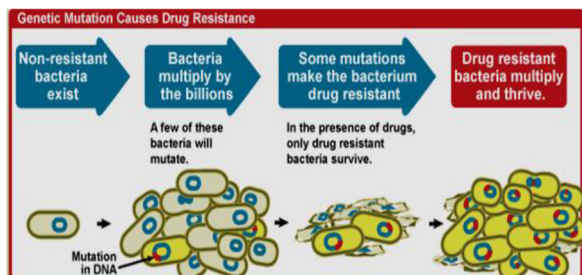 Genetic Mutation Causes Drug Resistance
Non-resistant
bacteria
exist
Bacteria
multiply by
the billions
Some mutations
make the bacterium
drug resistant
Drug resistant
bacteria multiply
and thrive.
A few of these
bacteria will
mutate.
In the presence of drugs,
only drug resistant
bacteria survive.
Mutation
in DNA